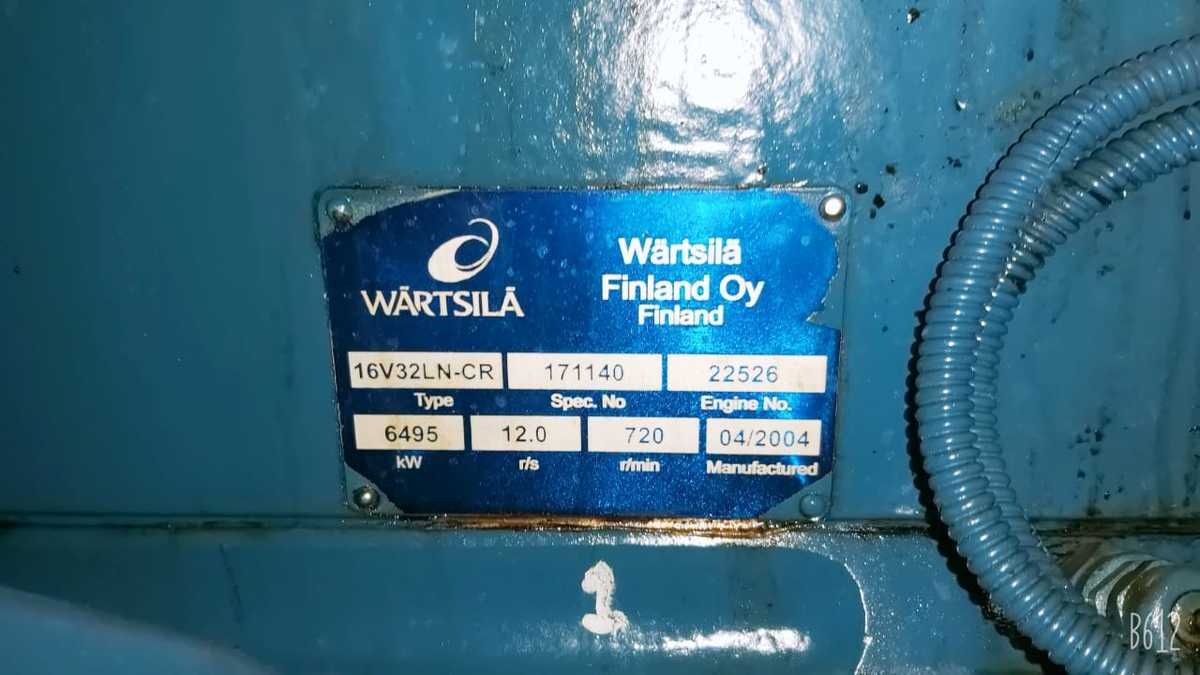 WÄRTSILÄ
Wärtsilä
Finland Oy
Finland
16V32LN-CR 171140 22526
Type Spec. No Engine No.
6495 12.0 720 04/2004
kW r/s r/min Manufactured
1
B612